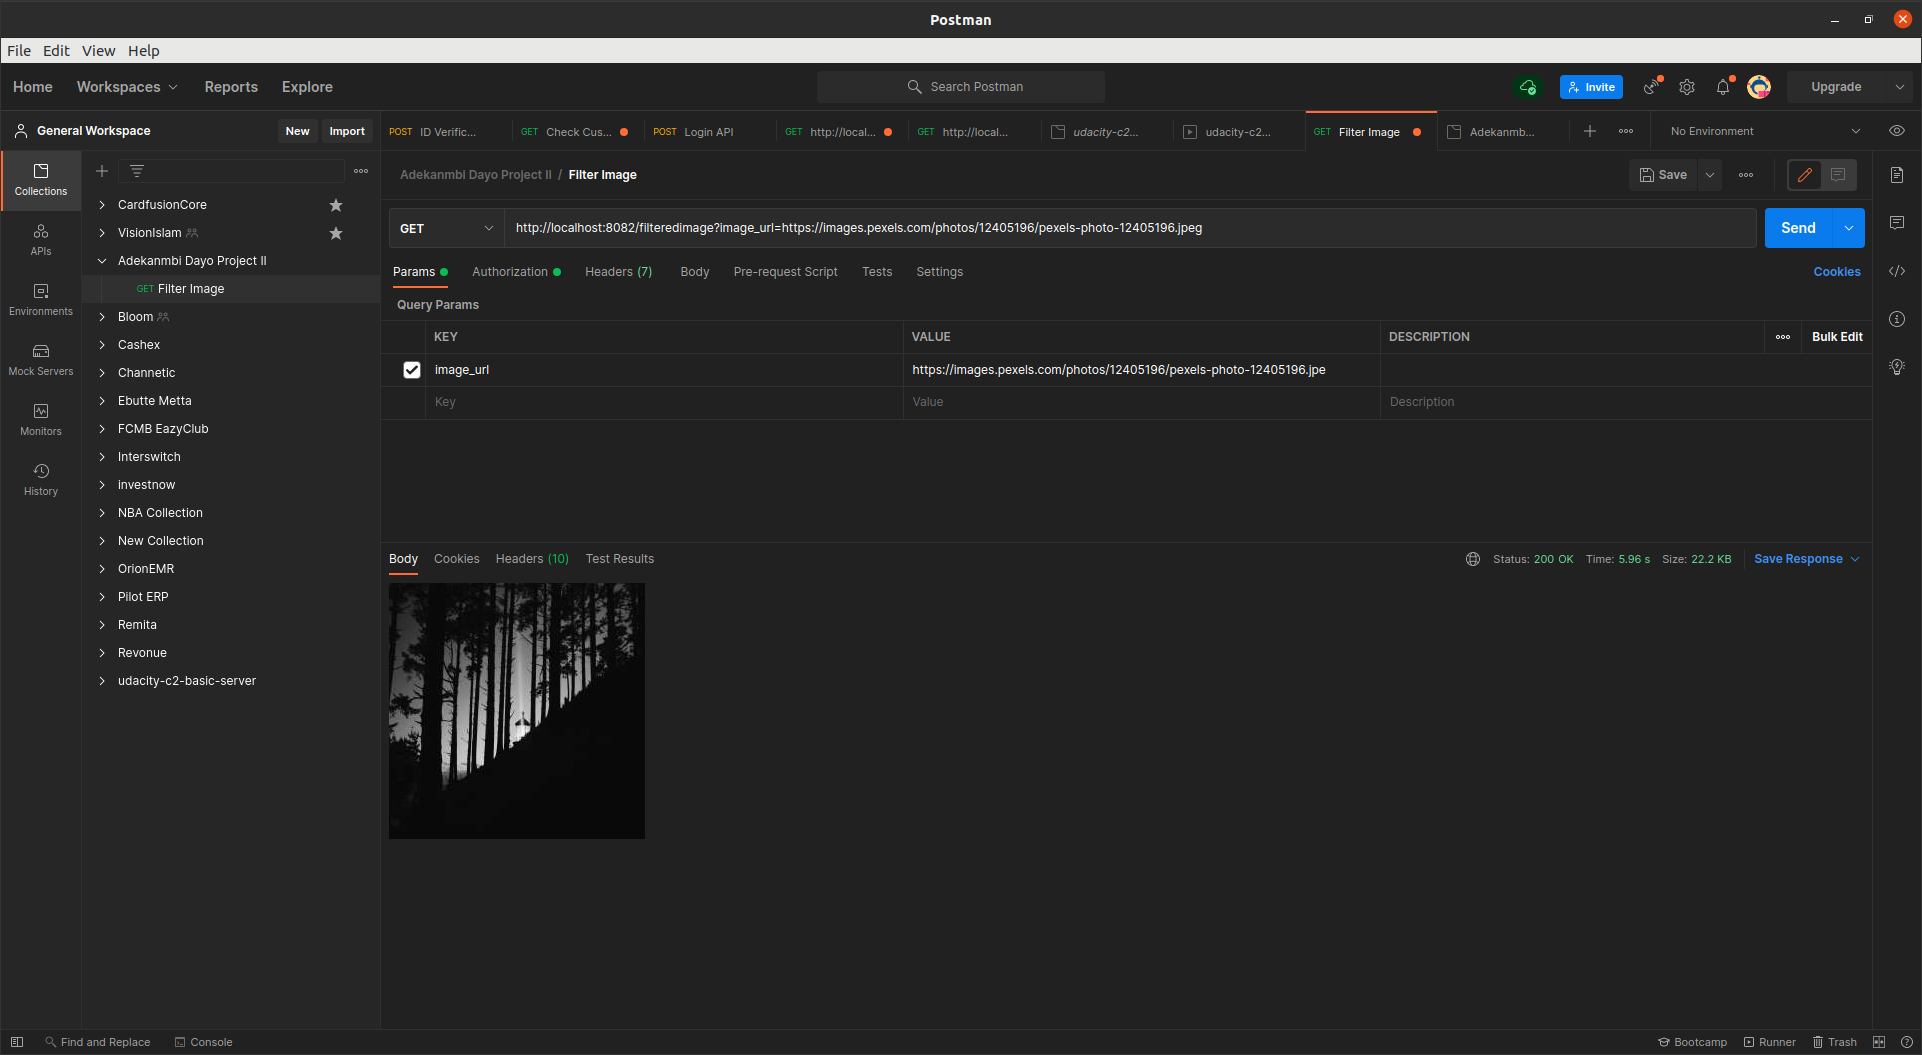 Postman
File Edit View Help
Home Workspaces Reports Explore Search Postman Invite Upgrade
General Workspace New Import POST ID Verific... GET Check Cus... POST Login API GET http://local... GET http://local... udacity-c2... udacity-c2... GET Filter Image Adekanmb... No Environment
Adekanmbi Dayo Project II / Filter Image Save
GET http://localhost:8082/filteredimage?image_url=https://images.pexels.com/photos/12405196/pexels-photo-12405196.jpeg Send
Params Authorization Headers (7) Body Pre-request Script Tests Settings Cookies
Query Params
KEY VALUE DESCRIPTION Bulk Edit
image_url https://images.pexels.com/photos/12405196/pexels-photo-12405196.jpe
Key Value Description
Body Cookies Headers (10) Test Results Status: 200 OK Time: 5.96 s Size: 22.2 KB Save Response
Collections
APIs
Environments
Mock Servers
Monitors
History
CardfusionCore
VisionIslam
Adekanmbi Dayo Project II
GET Filter Image
Bloom
Cashex
Channetic
Ebutte Metta
FCMB EazyClub
Interswitch
investnow
NBA Collection
New Collection
OrionEMR
Pilot ERP
Remita
Revonue
udacity-c2-basic-server
Find and Replace Console Bootcamp Runner Trash